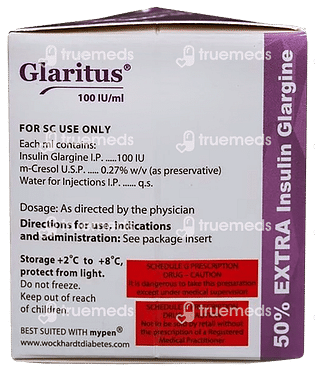 truemeds truemeds
Glaritus®
100 IU/ml
FOR SC USE ONLY
Each ml contains:
Insulin Glargine I.P. .....100 IU
m-Cresol U.S.P. ..... 0.27% w/v (as preservative)
Water for Injections I.P. ..... q.s.
Dosage: As directed by the physician
Directions for use, indications
and administration: See package insert
Storage +2°C to +8°C,
protect from light.
Do not freeze.
Keep out of reach
of children.
BEST SUITED WITH mypen®
www.wockhardtdiabetes.com
SCHEDULE G PRESCRIPTION
DRUG – CAUTION
It is dangerous to take this preparation
except under medical supervision
SCHEDULE
DRUG – CAUTION
Not to be sold by retail without
the prescription of a Registered
Medical Practitioner
50% EXTRA Insulin Glargine